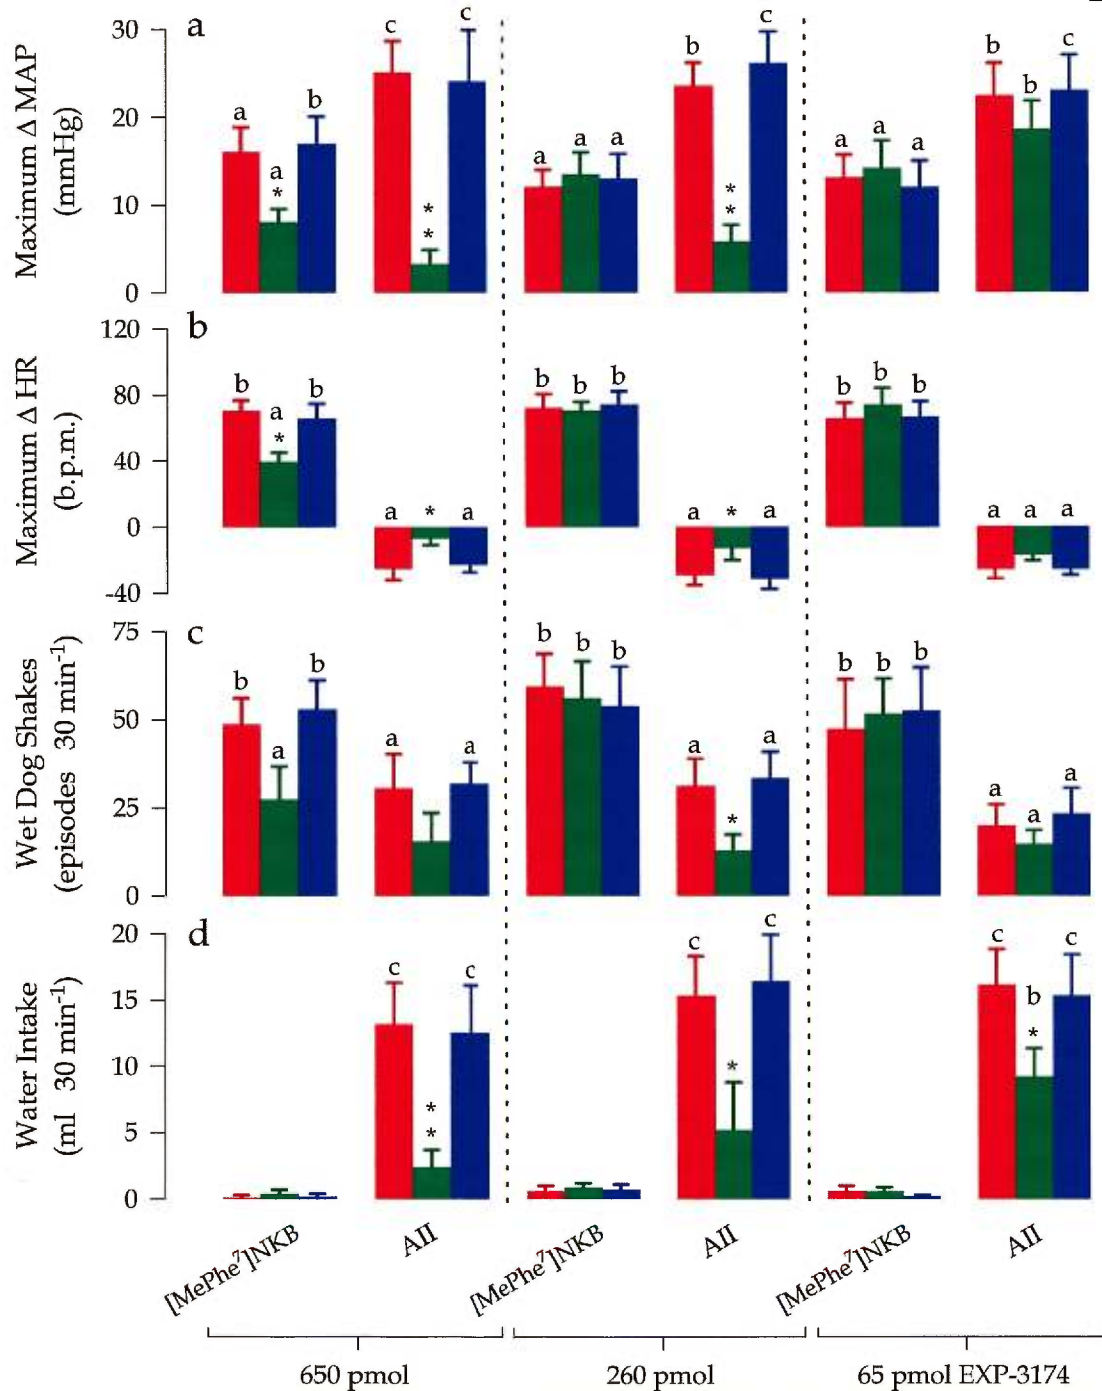 a
Maximum Δ MAP
(mmHg)
30
20
10
0
a
a
*
b
c
*
*
c
a
a
a
b
*
*
c
a
a
a
b
b
c
b
Maximum Δ HR
(b.p.m.)
120
80
40
0
-40
b
a
*
b
a
*
a
b
b
b
a
*
a
b
b
b
a
a
a
c
Wet Dog Shakes
(episodes 30 min⁻¹)
75
50
25
0
b
a
b
a
a
b
b
b
a
*
a
b
b
b
a
a
a
d
Water Intake
(ml 30 min⁻¹)
20
15
10
5
0
c
*
*
c
c
*
c
c
b
*
c
[MePhe⁷]NKB
AII
[MePhe⁷]NKB
AII
[MePhe⁷]NKB
AII
650 pmol
260 pmol
65 pmol EXP-3174